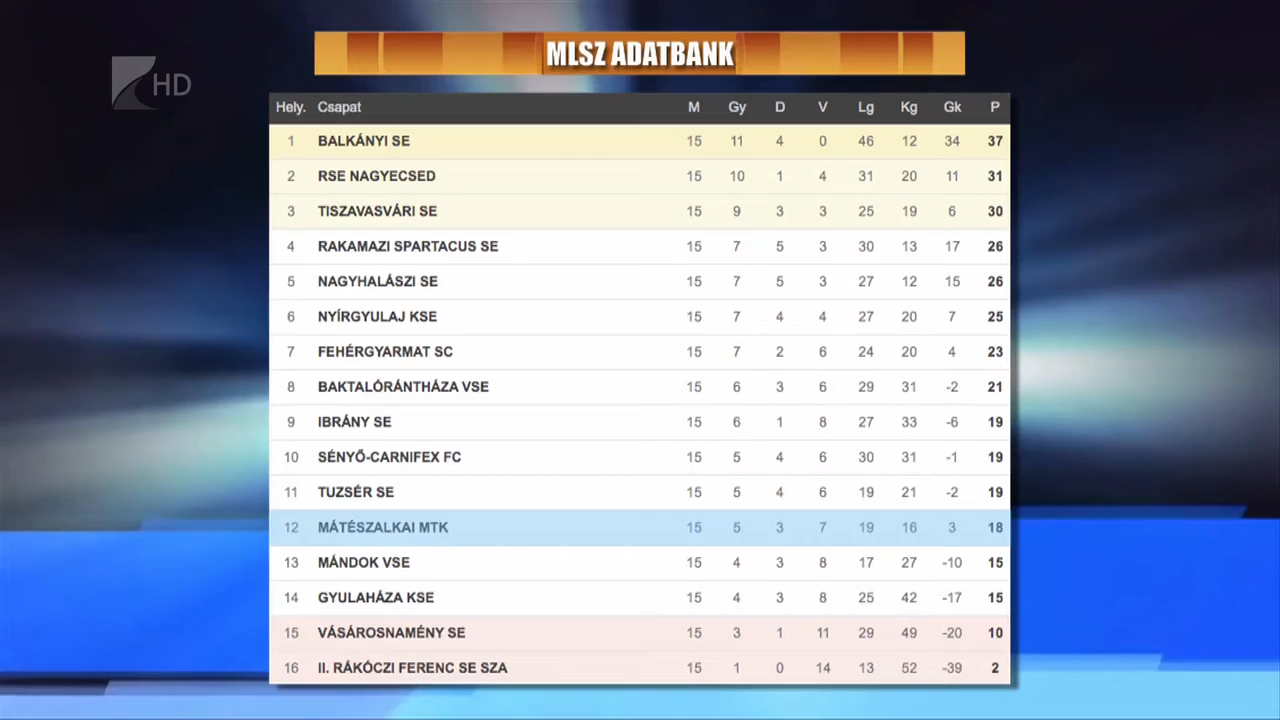 MLSZ ADATBANK
HD
Hely. Csapat M Gy D V Lg Kg Gk P
1 BALKÁNYI SE 15 11 4 0 46 12 34 37
2 RSE NAGYECSED 15 10 1 4 31 20 11 31
3 TISZAVASVÁRI SE 15 9 3 3 25 19 6 30
4 RAKAMAZI SPARTACUS SE 15 7 5 3 30 13 17 26
5 NAGYHALÁSZI SE 15 7 5 3 27 12 15 26
6 NYÍRGYULAJ KSE 15 7 4 4 27 20 7 25
7 FEHÉRGYARMAT SC 15 7 2 6 24 20 4 23
8 BAKTALÓRÁNTHÁZA VSE 15 6 3 6 29 31 -2 21
9 IBRÁNY SE 15 6 1 8 27 33 -6 19
10 SÉNYŐ-CARNIFEX FC 15 5 4 6 30 31 -1 19
11 TUZSÉR SE 15 5 4 6 19 21 -2 19
12 MÁTÉSZALKAI MTK 15 5 3 7 19 16 3 18
13 MÁNDOK VSE 15 4 3 8 17 27 -10 15
14 GYULAHÁZA KSE 15 4 3 8 25 42 -17 15
15 VÁSÁROSNAMÉNY SE 15 3 1 11 29 49 -20 10
16 II. RÁKÓCZI FERENC SE SZA 15 1 0 14 13 52 -39 2